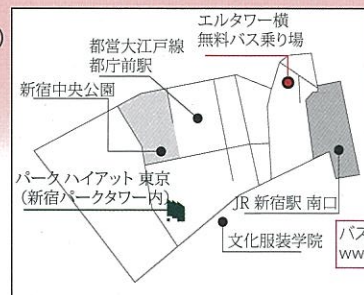 )
エルタワー横
無料バス乗り場
都営大江戸線
都庁前駅
新宿中央公園
パーク ハイアット 東京
(新宿パークタワー内)
JR 新宿駅 南口
文化服装学院
バス
ww